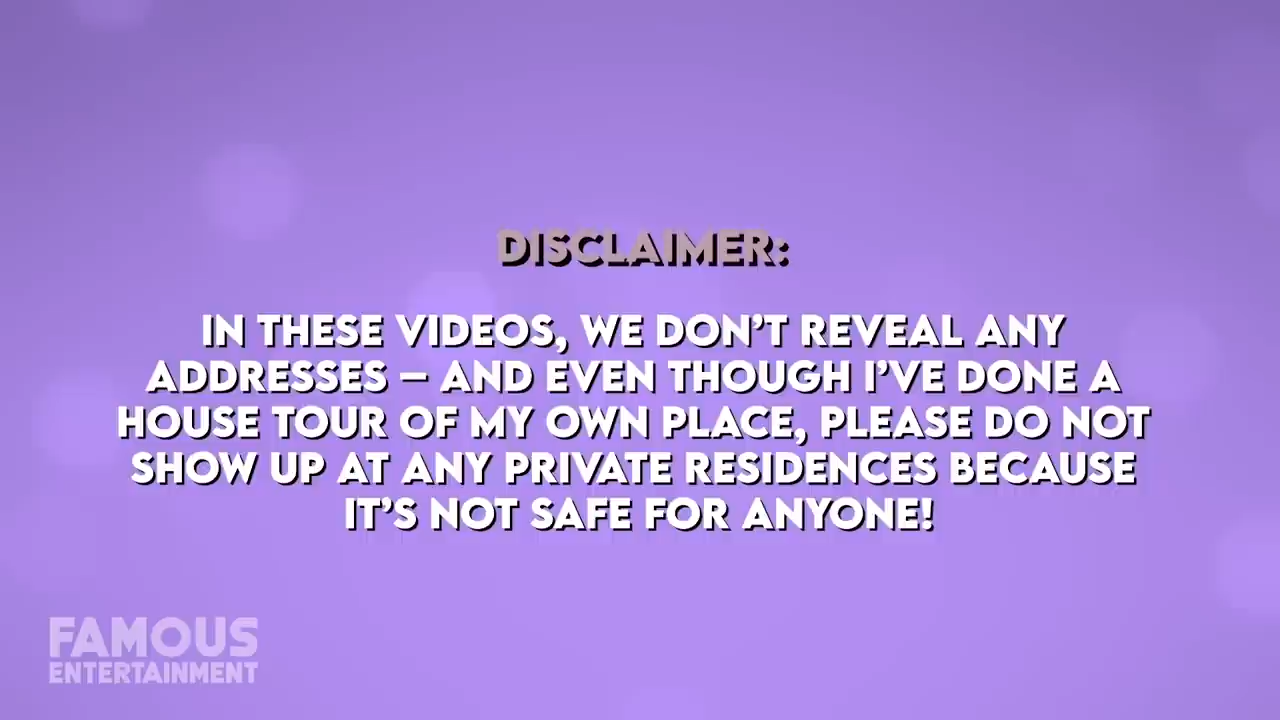 DISCLAIMER:
IN THESE VIDEOS, WE DON'T REVEAL ANY
ADDRESSES – AND EVEN THOUGH I'VE DONE A
HOUSE TOUR OF MY OWN PLACE, PLEASE DO NOT
SHOW UP AT ANY PRIVATE RESIDENCES BECAUSE
IT'S NOT SAFE FOR ANYONE!
FAMOUS
ENTERTAINMENT